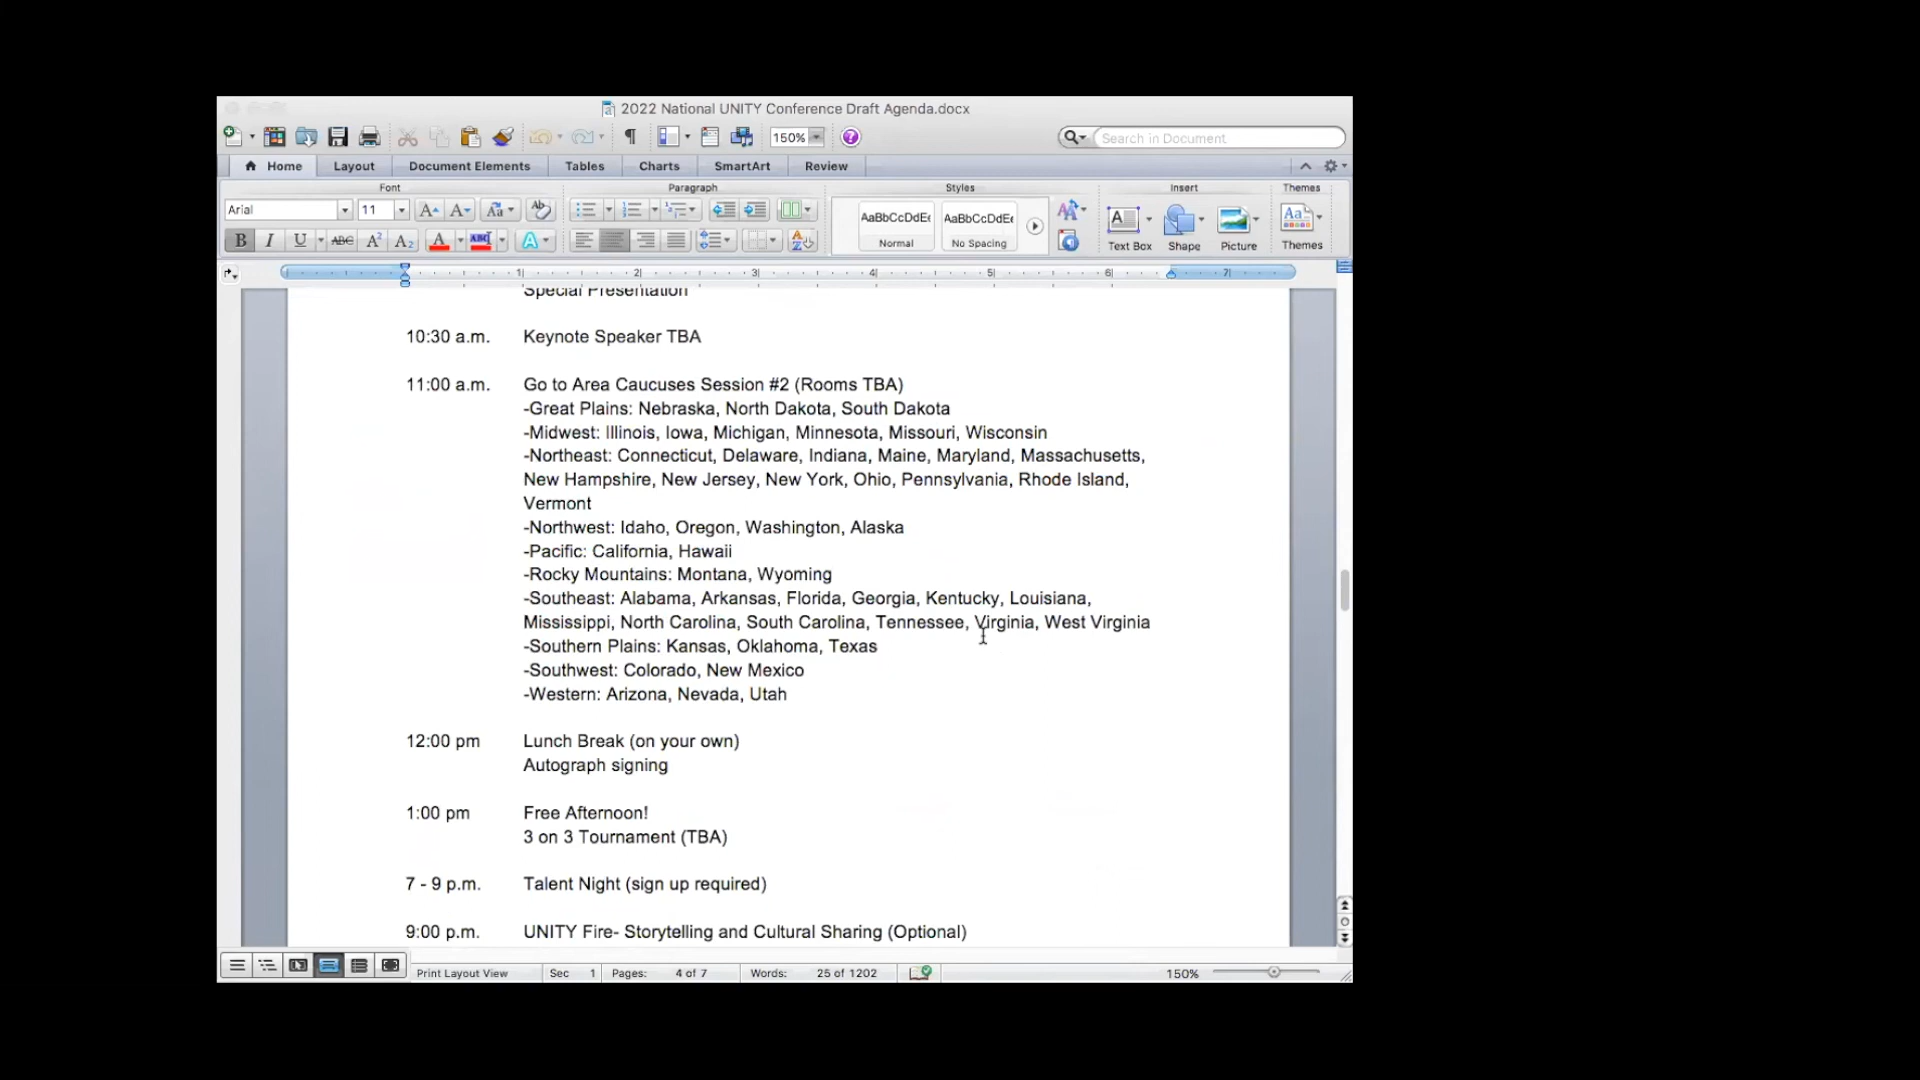 2022 National UNITY Conference Draft Agenda.docx
150%
Search in Document
Home Layout Document Elements Tables Charts SmartArt Review
Font Paragraph Styles Insert Themes
Arial 11
AaBbCcDdEe AaBbCcDdEe
Normal No Spacing Text Box Shape Picture Themes
1 2 3 4 5 6 7
Special Presentation
10:30 a.m. Keynote Speaker TBA
11:00 a.m. Go to Area Caucuses Session #2 (Rooms TBA)
-Great Plains: Nebraska, North Dakota, South Dakota
-Midwest: Illinois, Iowa, Michigan, Minnesota, Missouri, Wisconsin
-Northeast: Connecticut, Delaware, Indiana, Maine, Maryland, Massachusetts,
New Hampshire, New Jersey, New York, Ohio, Pennsylvania, Rhode Island,
Vermont
-Northwest: Idaho, Oregon, Washington, Alaska
-Pacific: California, Hawaii
-Rocky Mountains: Montana, Wyoming
-Southeast: Alabama, Arkansas, Florida, Georgia, Kentucky, Louisiana,
Mississippi, North Carolina, South Carolina, Tennessee, Virginia, West Virginia
-Southern Plains: Kansas, Oklahoma, Texas
-Southwest: Colorado, New Mexico
-Western: Arizona, Nevada, Utah
12:00 pm Lunch Break (on your own)
Autograph signing
1:00 pm Free Afternoon!
3 on 3 Tournament (TBA)
7 - 9 p.m. Talent Night (sign up required)
9:00 p.m. UNITY Fire- Storytelling and Cultural Sharing (Optional)
Print Layout View Sec 1 Pages: 4 of 7 Words: 25 of 1202 150%